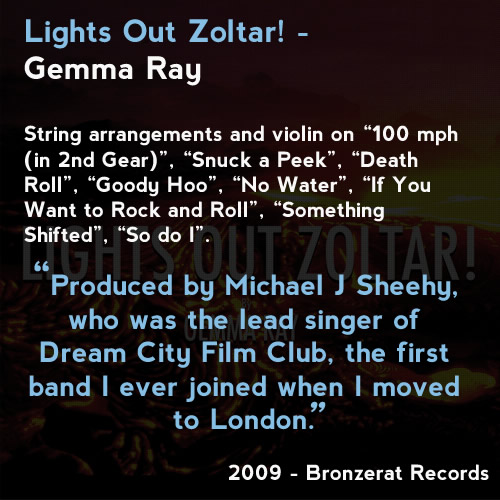 Lights Out Zoltar! -
Gemma Ray
String arrangements and violin on “100 mph
(in 2nd Gear)”, “Snuck a Peek”, “Death
Roll”, “Goody Hoo”, “No Water”, “If You
Want to Rock and Roll”, “Something
Shifted”, “So do I”.
LIGHTS OUT ZOLTAR!
GEMMA RAY
“Produced by Michael J Sheehy,
who was the lead singer of
Dream City Film Club, the first
band I ever joined when I moved
to London.”
2009 - Bronzerat Records